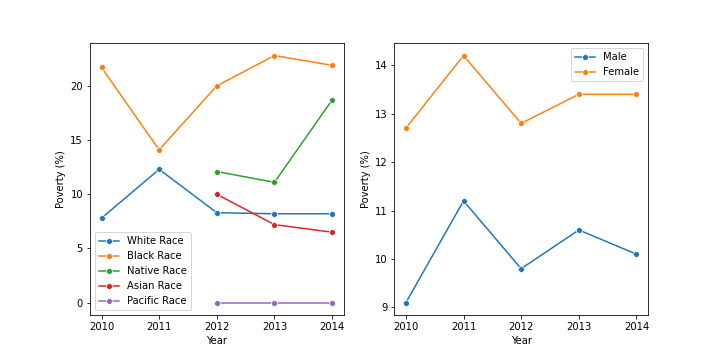 Poverty (%)
20
15
10
5
0
White Race
Black Race
Native Race
Asian Race
Pacific Race
2010 2011 2012 2013 2014
Year
Poverty (%)
14
13
12
11
10
9
Male
Female
2010 2011 2012 2013 2014
Year